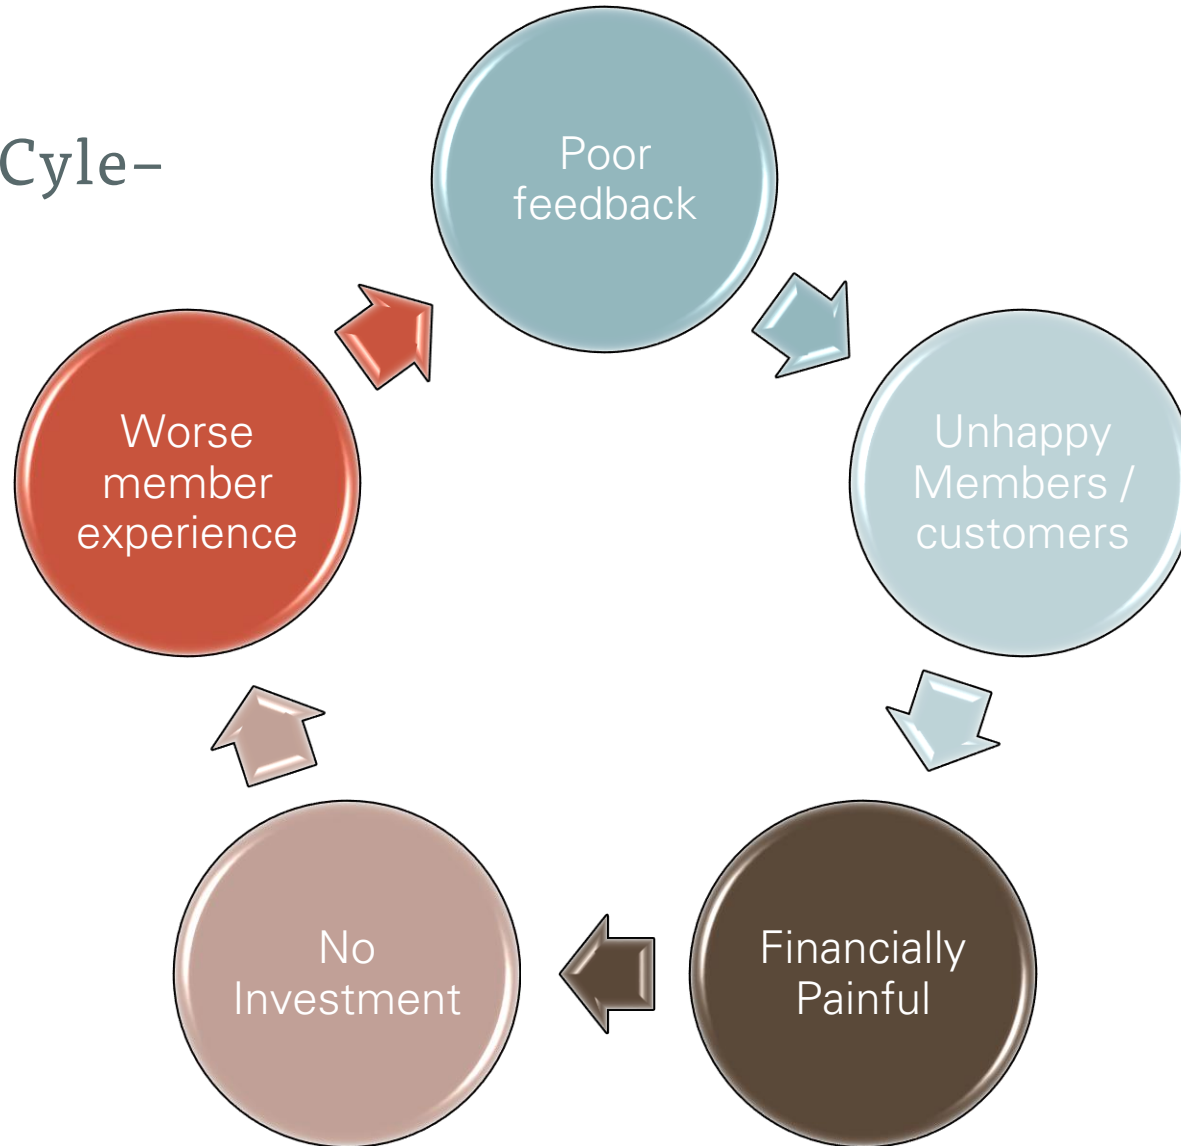 Cyle–
Poor
feedback
Unhappy
Members /
customers
Financially
Painful
No
Investment
Worse
member
experience